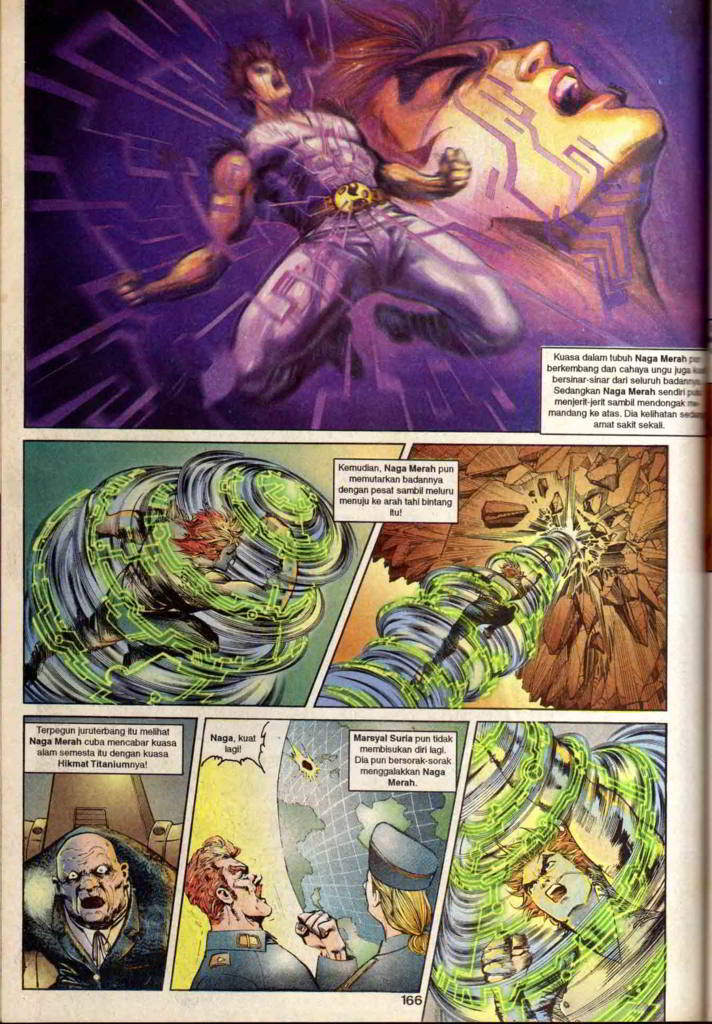 Kuasa dalam tubuh Naga Merah
berkembang dan cahaya ungu juga
bersinar-sinar dari seluruh badannya.
Sedangkan Naga Merah sendiri
menjerit-jerit sambil mendongak me-
mandang ke atas. Dia kelihatan sedang
amat sakit sekali.
Kemudian, Naga Merah pun
memutarkan badannya
dengan pesat sambil meluru
menuju ke arah tahi bintang
itu!
Terpegun juruterbang itu melihat
Naga Merah cuba mencabar kuasa
alam semesta itu dengan kuasa
Hikmat Titaniumnya!
Naga, kuat
lagi!
Marsyal Suria pun tidak
membisukan diri lagi.
Dia pun bersorak-sorak
menggalakkan Naga
Merah.
166